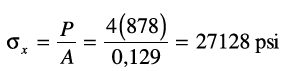 σₓ = P/A = 4(878)/0,129 = 27128 psi